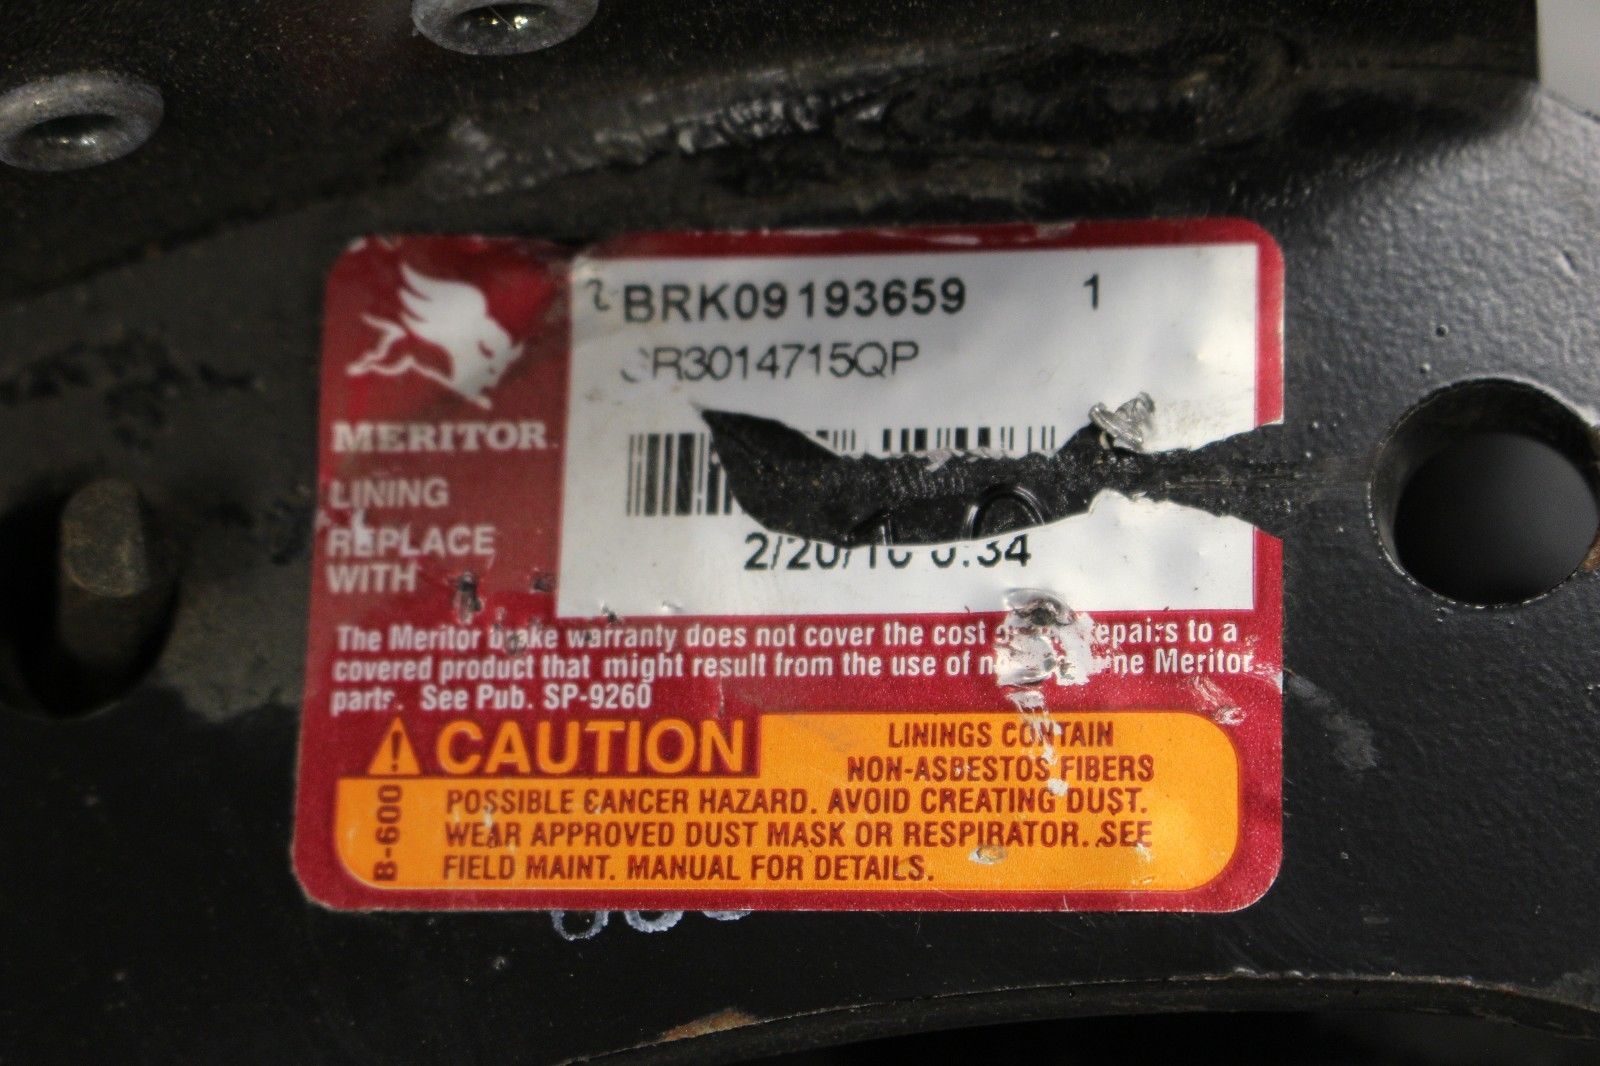 BRK09193659 1
R3014715QP
MERITOR
LINING
REPLACE
WITH
The Meritor brake warranty does not cover the cost to a
covered product that might result from the use of Meritor
parts. See Pub. SP-9260
CAUTION
LININGS CONTAIN
NON-ASBESTOS FIBERS
POSSIBLE CANCER HAZARD. AVOID CREATING DUST.
WEAR APPROVED DUST MASK OR RESPIRATOR. SEE
FIELD MAINT. MANUAL FOR DETAILS.
B-600